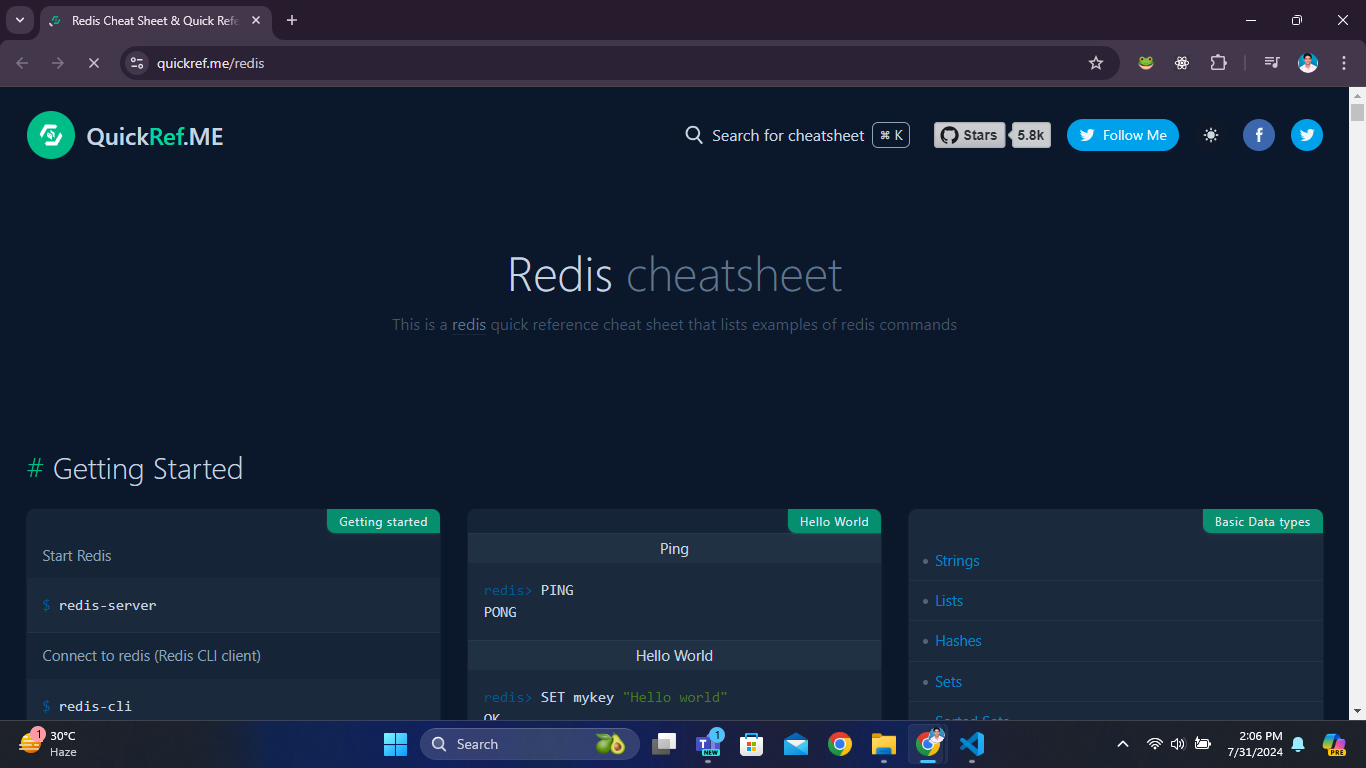 Redis Cheat Sheet & Quick Refe
quickref.me/redis
QuickRef.ME
Search for cheatsheet
⌘ K
Stars
5.8k
Follow Me
Redis cheatsheet
This is a redis quick reference cheat sheet that lists examples of redis commands
# Getting Started
Getting started
Start Redis
$ redis-server
Connect to redis (Redis CLI client)
$ redis-cli
Hello World
Ping
redis> PING
PONG
Hello World
redis> SET mykey "Hello world"
OK
Basic Data types
Strings
Lists
Hashes
Sets
Sorted Sets
1
30°C
Haze
Search
1
NEW
2:06 PM
7/31/2024
PRE